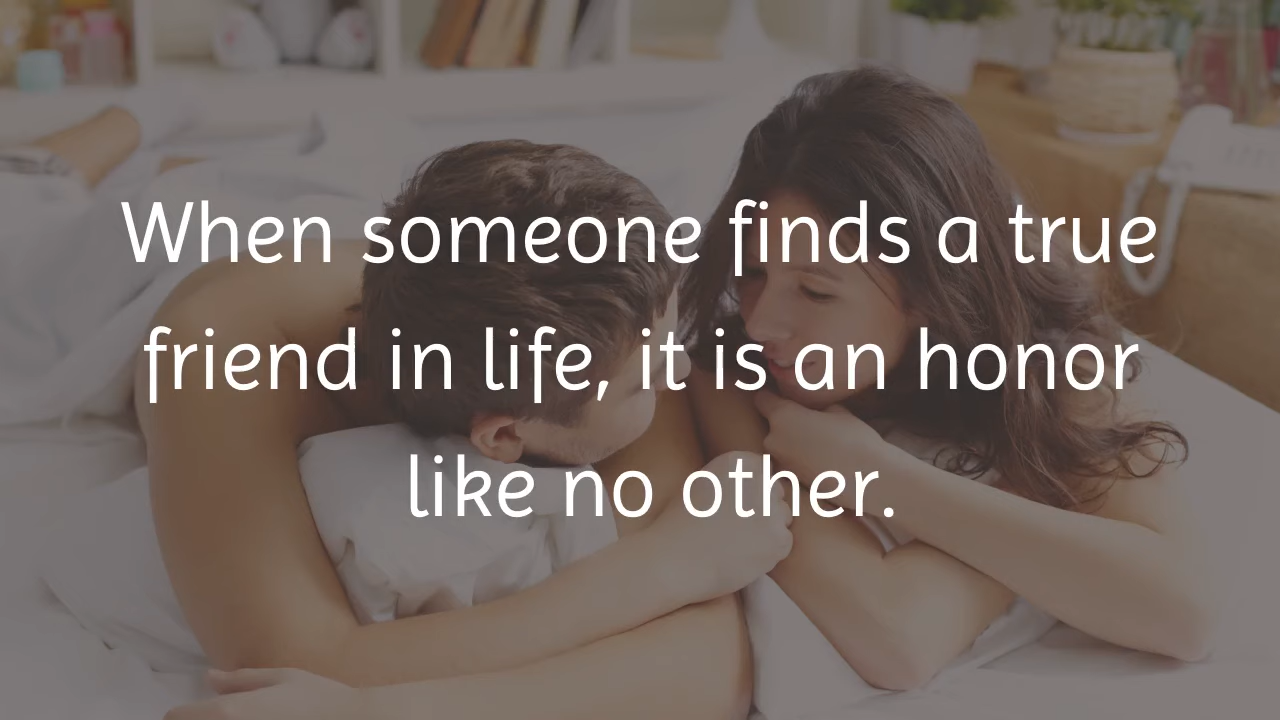 When someone finds a true
friend in life, it is an honor
like no other.